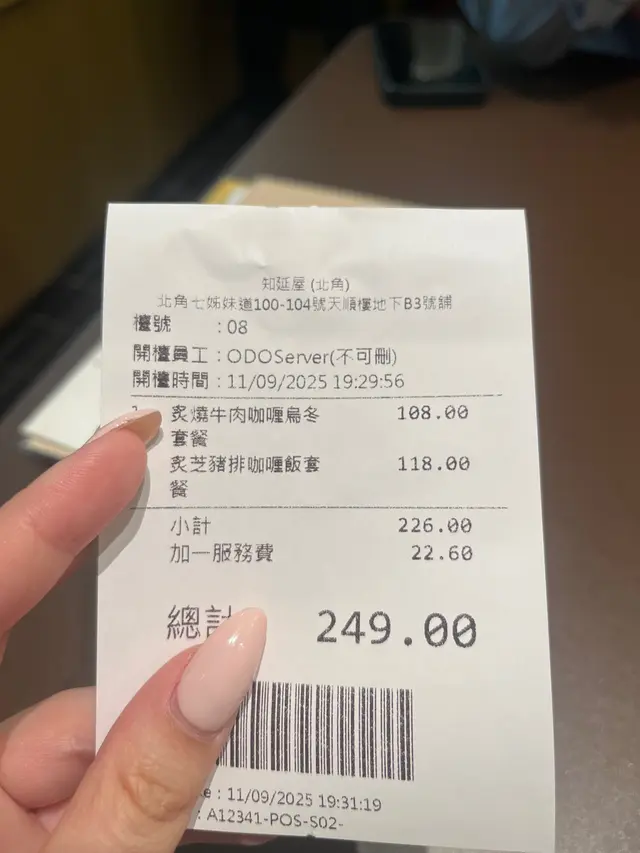 知延屋 (北角)
北角七姊妹道100-104號天順樓地下B3號舖
檯號 : 08
開檯員工 : ODOServer(不可刪)
開檯時間 : 11/09/2025 19:29:56
炙燒牛肉咖喱烏冬 108.00
套餐
炙芝豬排咖喱飯套 118.00
餐
小計 226.00
加一服務費 22.60
總計 249.00
: 11/09/2025 19:31:19
: A12341-POS-S02-